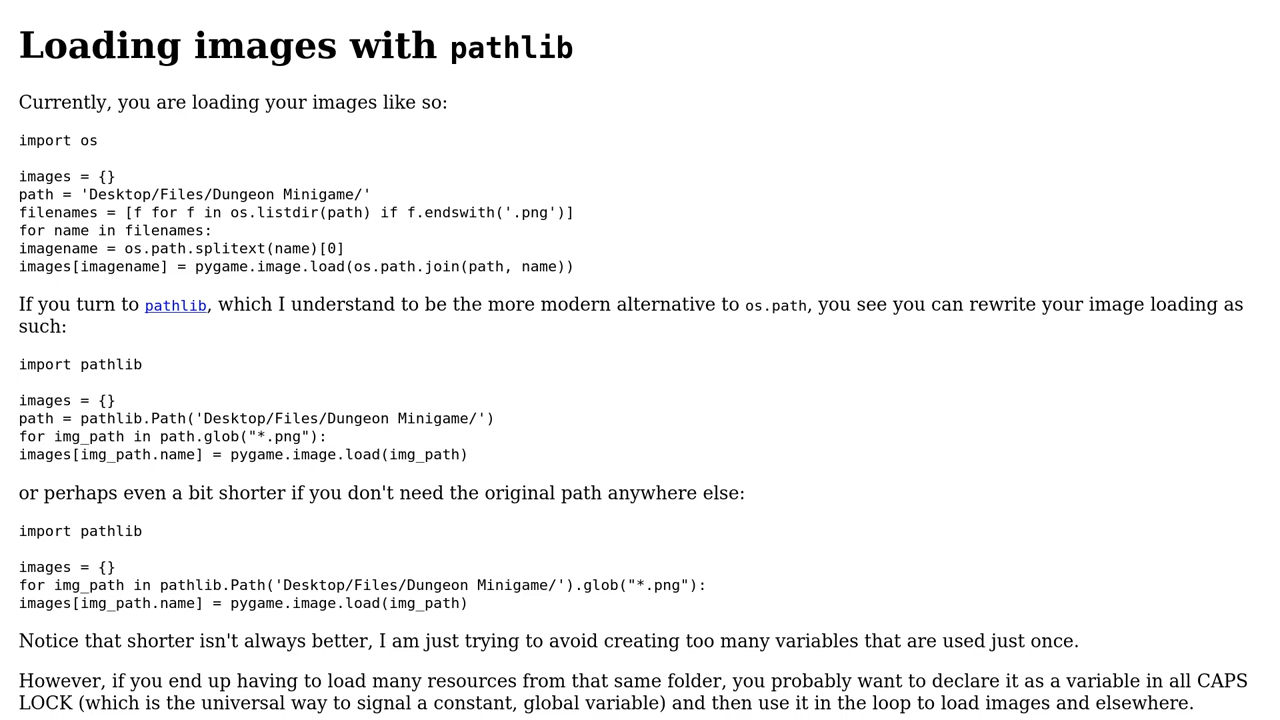 Loading images with pathlib
Currently, you are loading your images like so:
import os
images = {}
path = 'Desktop/Files/Dungeon Minigame/'
filenames = [f for f in os.listdir(path) if f.endswith('.png')]
for name in filenames:
imagename = os.path.splitext(name)[0]
images[imagename] = pygame.image.load(os.path.join(path, name))
If you turn to pathlib, which I understand to be the more modern alternative to os.path, you see you can rewrite your image loading as
such:
import pathlib
images = {}
path = pathlib.Path('Desktop/Files/Dungeon Minigame/')
for img_path in path.glob("*.png"):
images[img_path.name] = pygame.image.load(img_path)
or perhaps even a bit shorter if you don't need the original path anywhere else:
import pathlib
images = {}
for img_path in pathlib.Path('Desktop/Files/Dungeon Minigame/').glob("*.png"):
images[img_path.name] = pygame.image.load(img_path)
Notice that shorter isn't always better, I am just trying to avoid creating too many variables that are used just once.
However, if you end up having to load many resources from that same folder, you probably want to declare it as a variable in all CAPS
LOCK (which is the universal way to signal a constant, global variable) and then use it in the loop to load images and elsewhere.